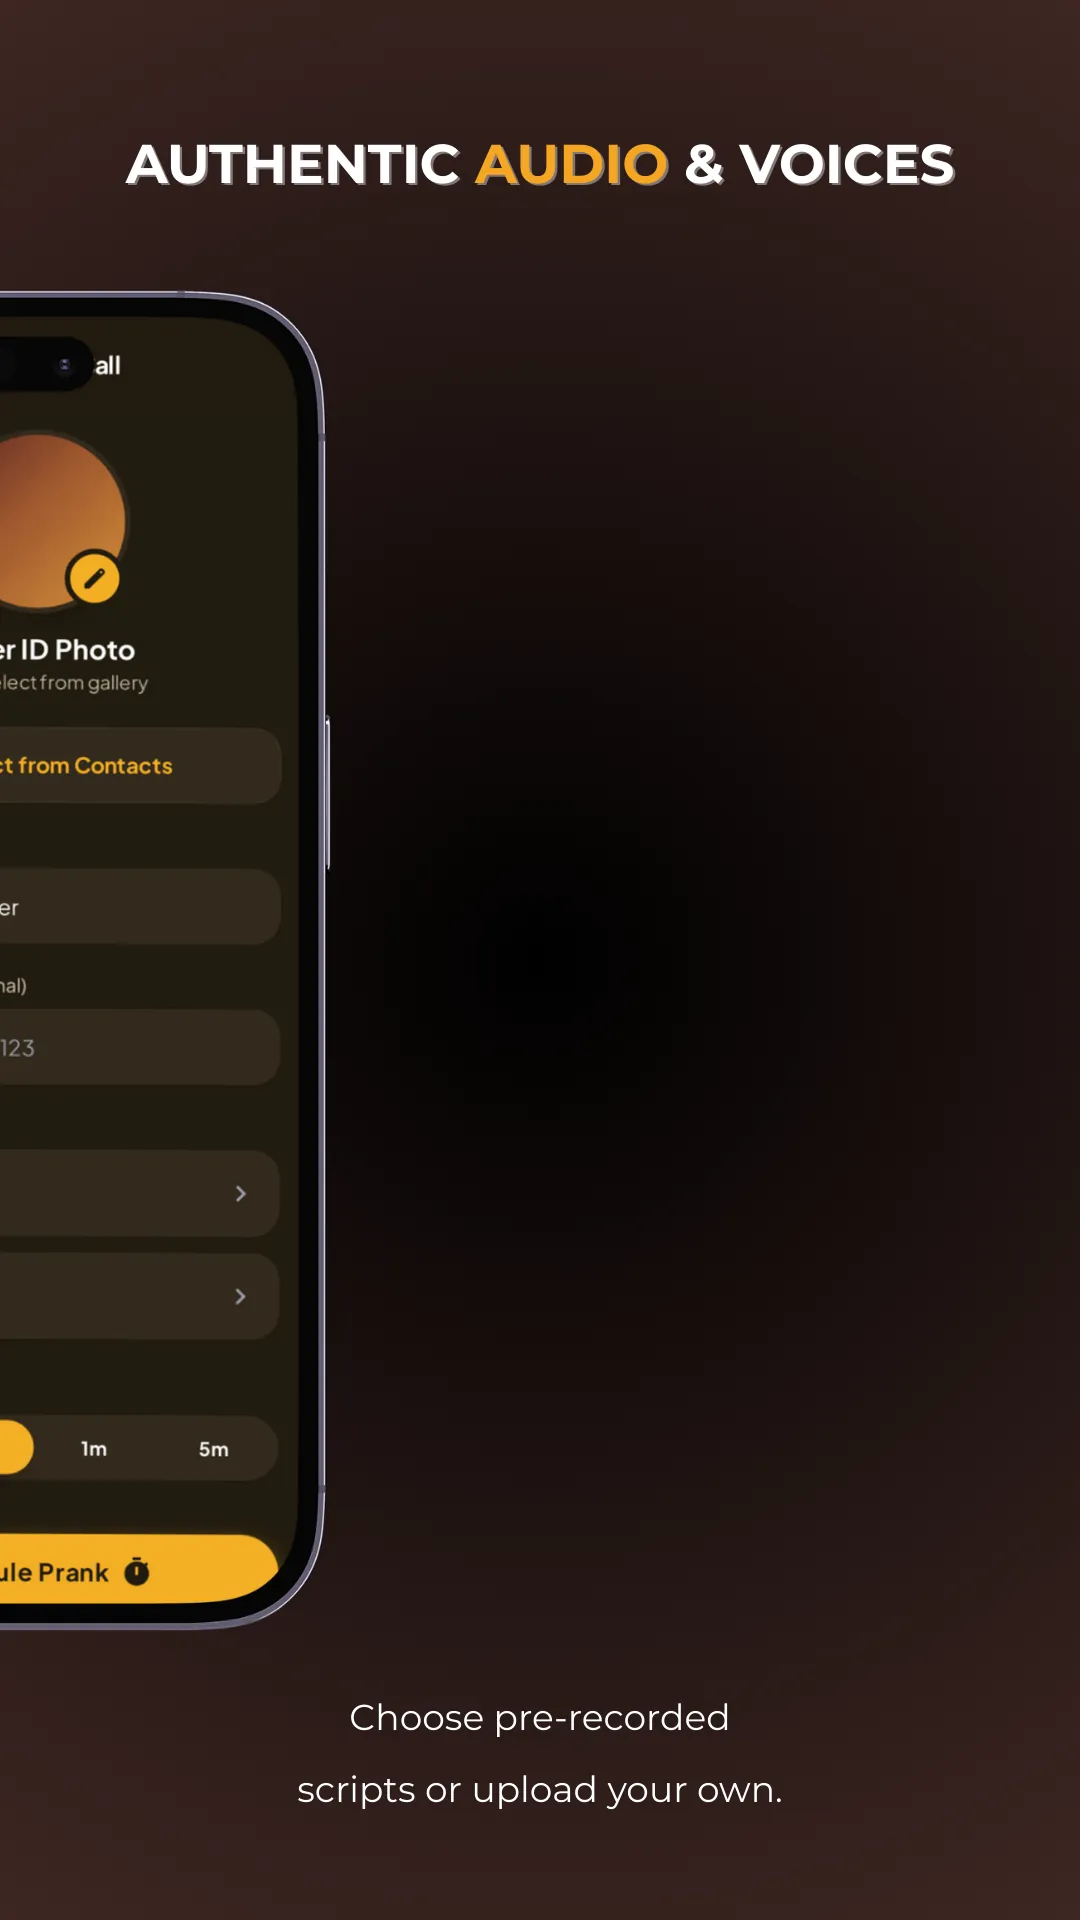 AUTHENTIC AUDIO & VOICES
all
er ID Photo
elect from gallery
ct from Contacts
er
nal)
123
1m 5m
ule Prank
Choose pre-recorded
scripts or upload your own.